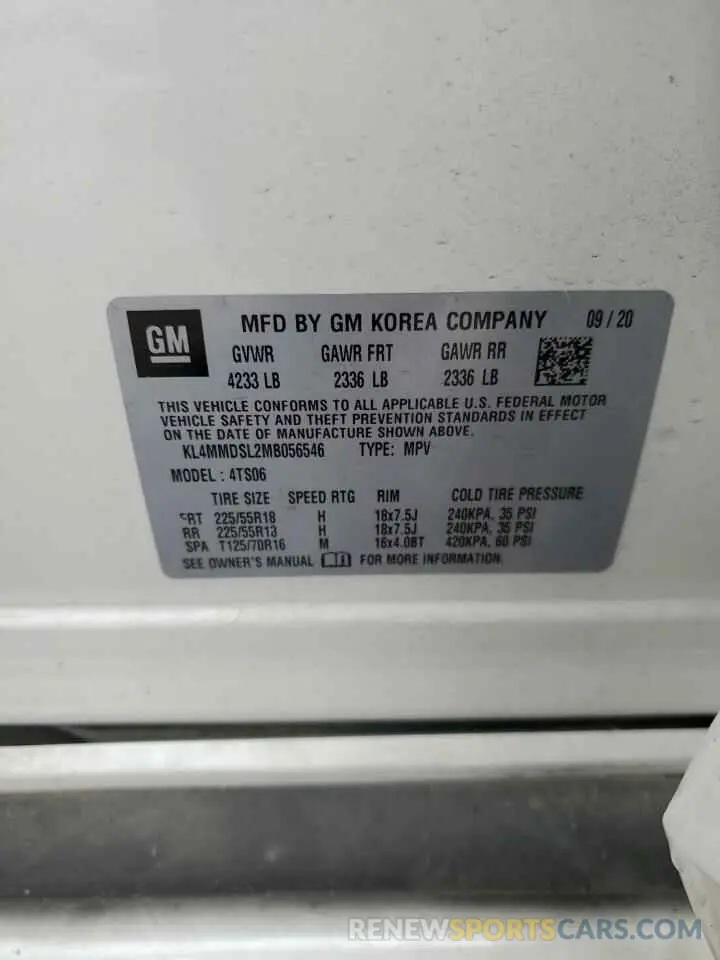 GM MFD BY GM KOREA COMPANY 09 / 20
GVWR GAWR FRT GAWR RR
4233 LB 2336 LB 2336 LB
THIS VEHICLE CONFORMS TO ALL APPLICABLE U.S. FEDERAL MOTOR
VEHICLE SAFETY AND THEFT PREVENTION STANDARDS IN EFFECT
ON THE DATE OF MANUFACTURE SHOWN ABOVE.
KL4MMDSL2MB056546 TYPE: MPV
MODEL : 4TS06
TIRE SIZE SPEED RTG RIM COLD TIRE PRESSURE
FRT 225/55R18 H 18x7.5J 240KPA, 35 PSI
RR 225/55R13 H 18x7.5J 240KPA, 35 PSI
SPA T125/70R16 M 16x4.0BT 420KPA, 60 PSI
SEE OWNER'S MANUAL FOR MORE INFORMATION
RENEWSPORTSCARS.COM